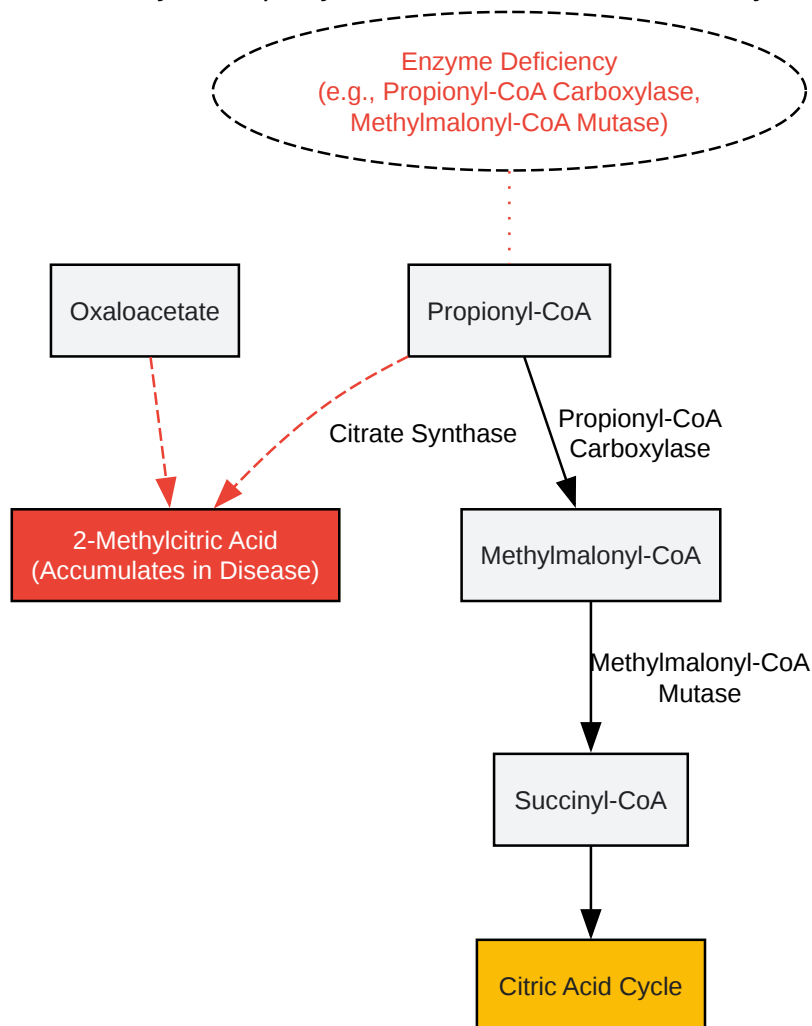 Enzyme Deficiency
(e.g., Propionyl-CoA Carboxylase,
Methylmalonyl-CoA Mutase)
Oxaloacetate
Propionyl-CoA
Citrate Synthase
Propionyl-CoA
Carboxylase
2-Methylcitric Acid
(Accumulates in Disease)
Methylmalonyl-CoA
Methylmalonyl-CoA
Mutase
Succinyl-CoA
Citric Acid Cycle